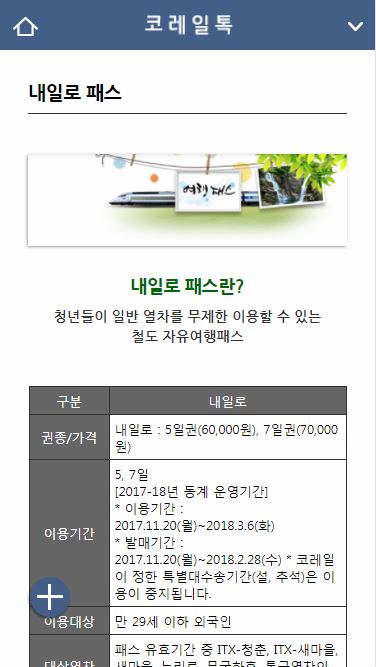 코레일톡
내일로 패스
여행 패스
내일로 패스란?
청년들이 일반 열차를 무제한 이용할 수 있는
철도 자유여행패스
구분 내일로
권종/가격 내일로 : 5일권(60,000원), 7일권(70,000
원)
이용기간 5, 7일
[2017-18년 동계 운영기간]
* 이용기간 :
2017.11.20(월)~2018.3.6(화)
* 발매기간 :
2017.11.20(월)~2018.2.28(수) * 코레일
이 정한 특별대수송기간(설, 추석)은 이
용이 중지됩니다.
이용대상 만 29세 이하 외국인
대상열차 패스 유효기간 중 ITX-청춘, ITX-새마을,
새마을, 누리로, 무궁화호, 통근열차의